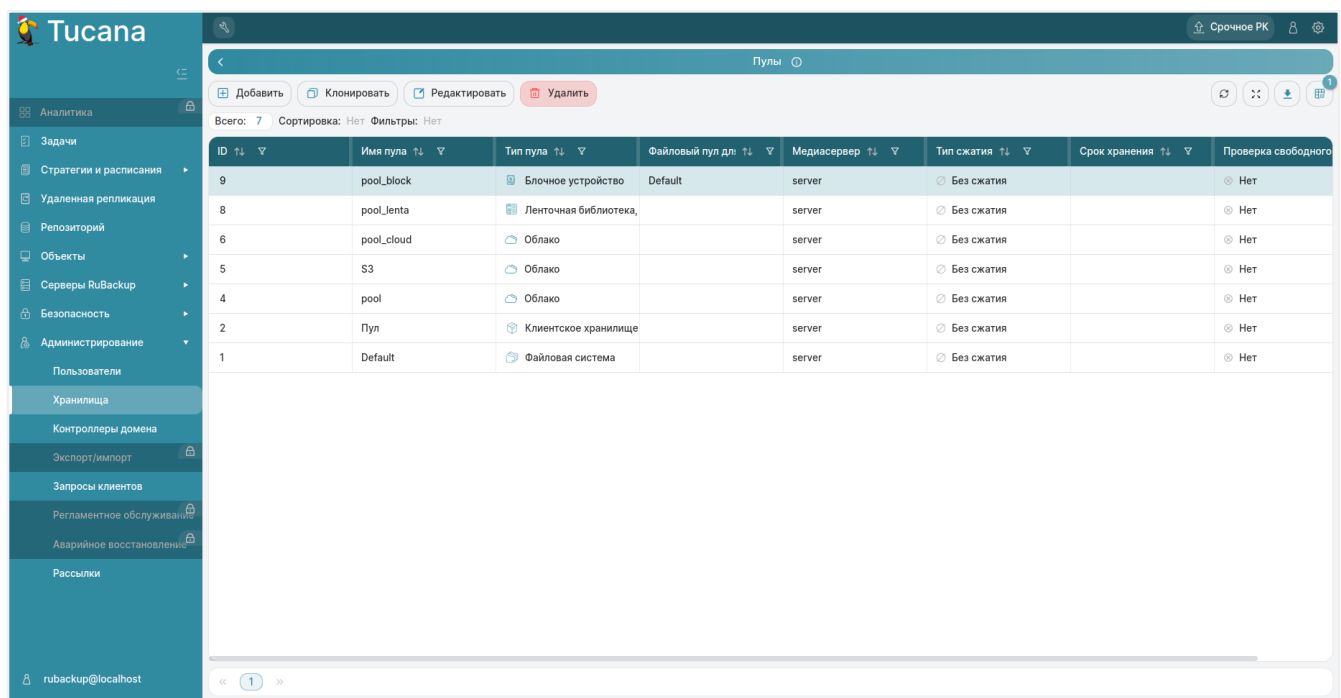 Tucana
Срочное РК
Пулы
Добавить Клонировать Редактировать Удалить
1
Всего: 7 Сортировка: Нет Фильтры: Нет
Аналитика
Задачи
Стратегии и расписания
Удаленная репликация
Репозиторий
Объекты
Серверы RuBackup
Безопасность
Администрирование
Пользователи
Хранилища
Контроллеры домена
Экспорт/импорт
Запросы клиентов
Регламентное обслуживание
Аварийное восстановление
Рассылки
rubackup@localhost
ID Имя пула Тип пула Файловый пул дл Медиасервер Тип сжатия Срок хранения Проверка свободного
9 pool_block Блочное устройство Default server Без сжатия Нет
8 pool_lenta Ленточная библиотека, server Без сжатия Нет
6 pool_cloud Облако server Без сжатия Нет
5 S3 Облако server Без сжатия Нет
4 pool Облако server Без сжатия Нет
2 Пул Клиентское хранилище server Без сжатия Нет
1 Default Файловая система server Без сжатия Нет
« 1 »